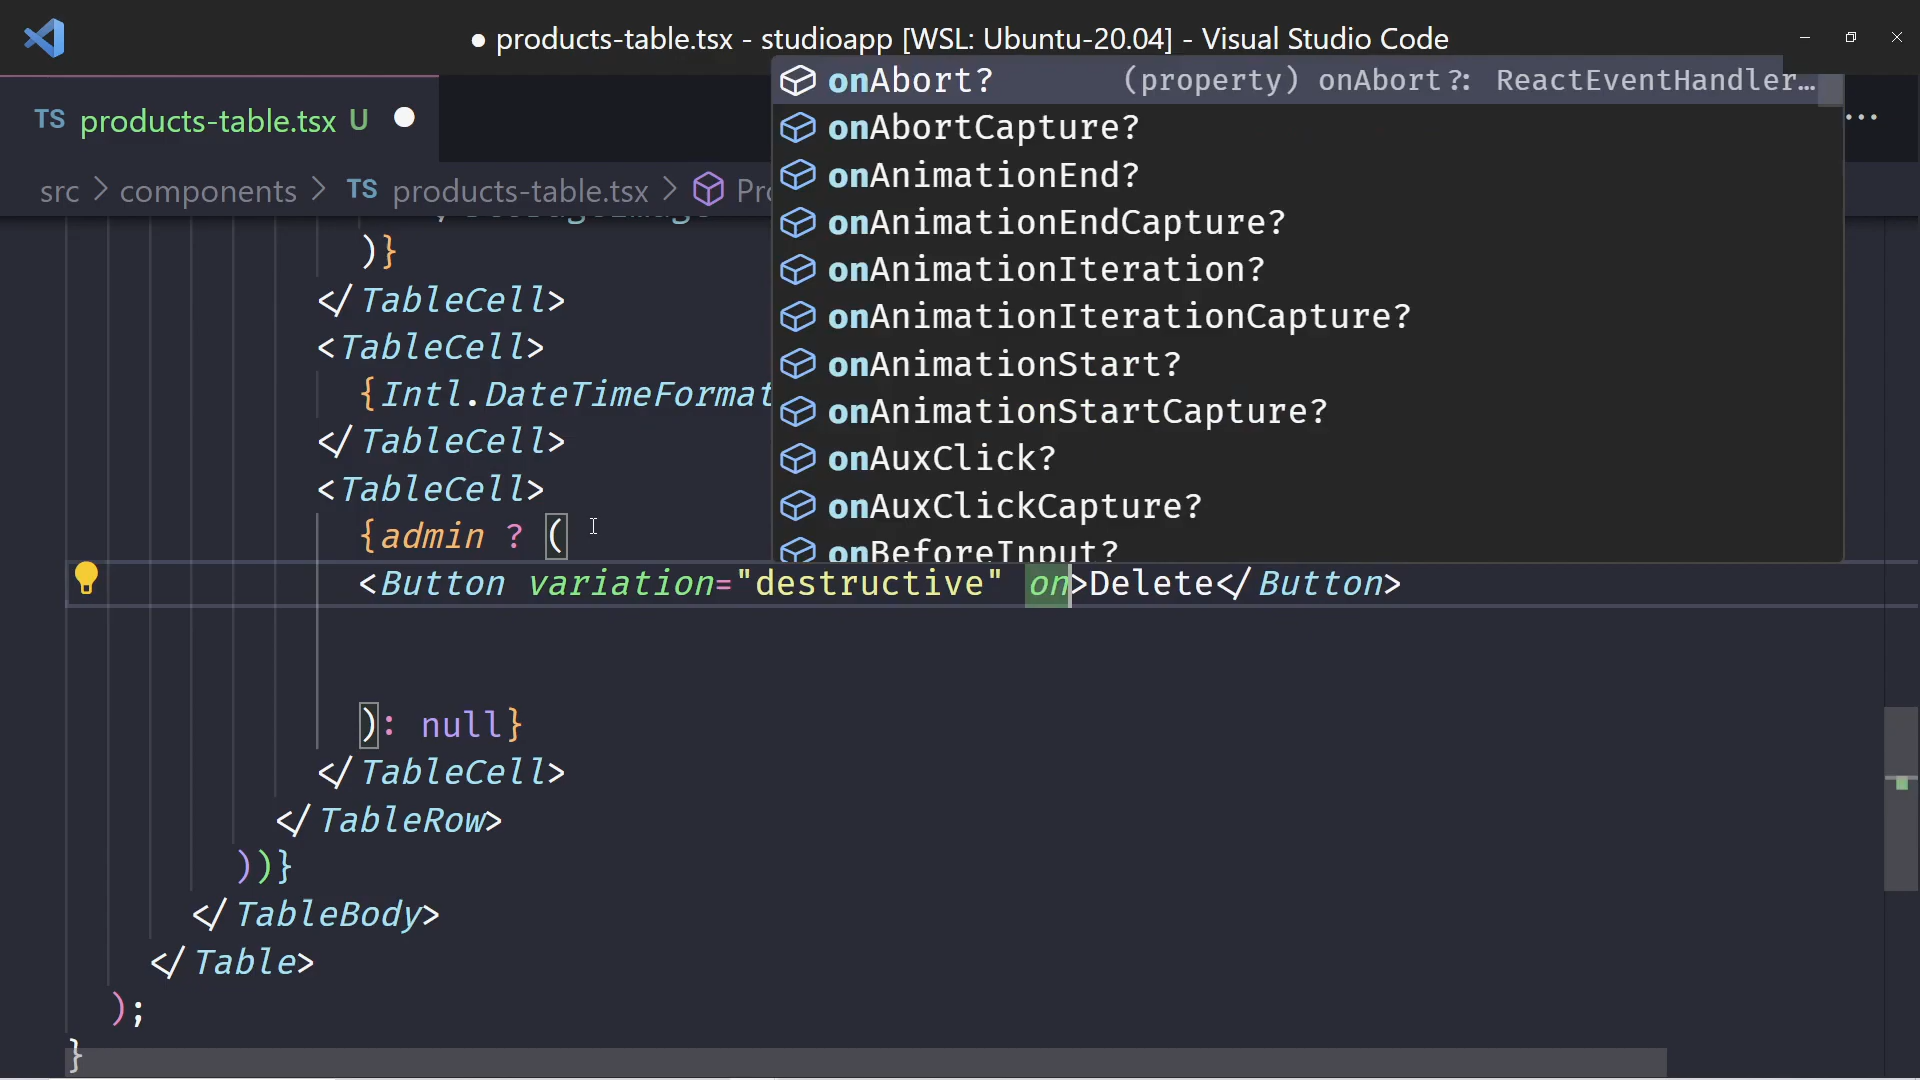 ● products-table.tsx - studioapp [WSL: Ubuntu-20.04] - Visual Studio Code
TS products-table.tsx U
src > components > TS products-table.tsx >
onAbort? (property) onAbort?: ReactEventHandler…
onAbortCapture?
onAnimationEnd?
onAnimationEndCapture?
onAnimationIteration?
onAnimationIterationCapture?
onAnimationStart?
onAnimationStartCapture?
onAuxClick?
onAuxClickCapture?
onBeforeInput?
)}
</TableCell>
<TableCell>
{Intl.DateTimeFormat
</TableCell>
<TableCell>
{admin ? (
<Button variation="destructive" on>Delete</Button>
): null}
</TableCell>
</TableRow>
))}
</TableBody>
</Table>
);
}